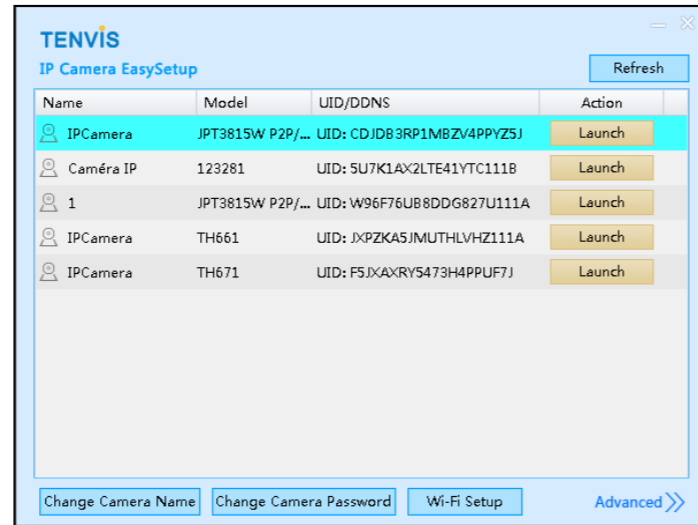 TENVIS
IP Camera EasySetup
Refresh
Name Model UID/DDNS Action
IPCamera JPT3815W P2P/... UID: CDJDB3RP1MBZV4PPYZ5J Launch
Caméra IP 123281 UID: 5U7K1AX2LTE41YTC111B Launch
1 JPT3815W P2P/... UID: W96F76UB8DDG827U111A Launch
IPCamera TH661 UID: JXPZKA5JMUTHLVHZ111A Launch
IPCamera TH671 UID: F5JXAXRY5473H4PPUF7J Launch
Change Camera Name Change Camera Password Wi-Fi Setup Advanced